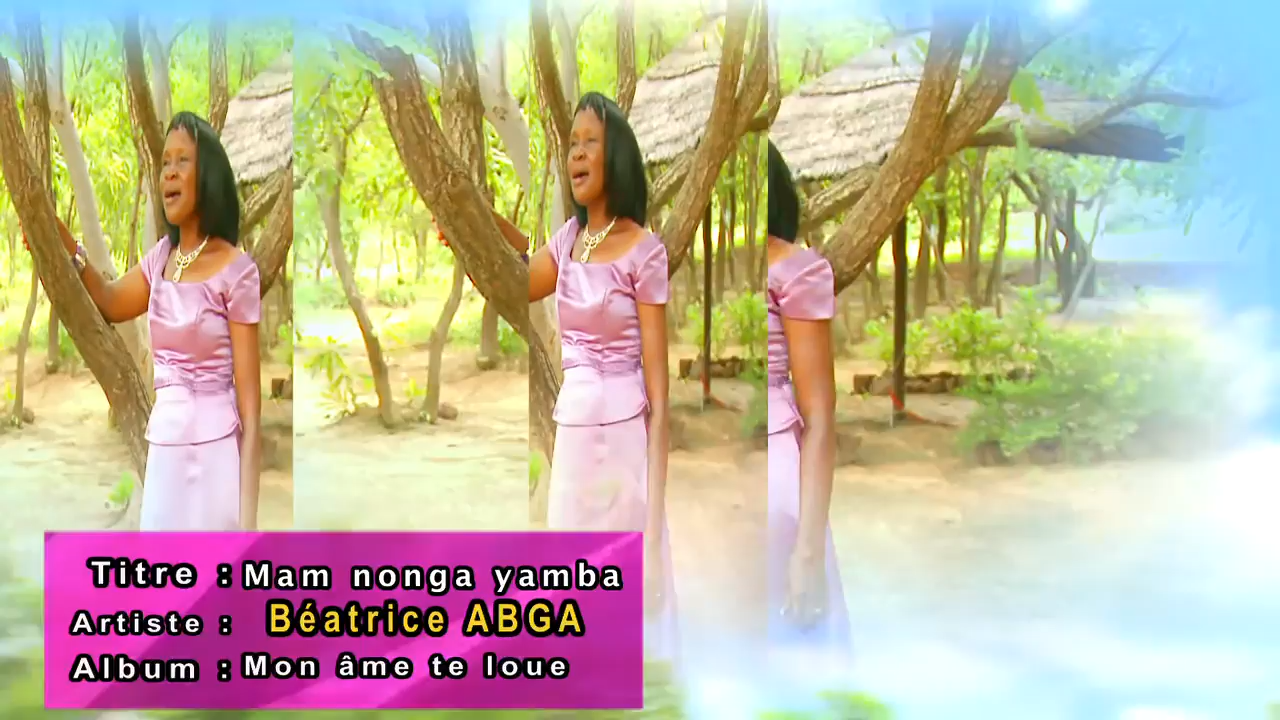 Titre : Mam nonga yamba
Artiste : Béatrice ABGA
Album : Mon âme te loue